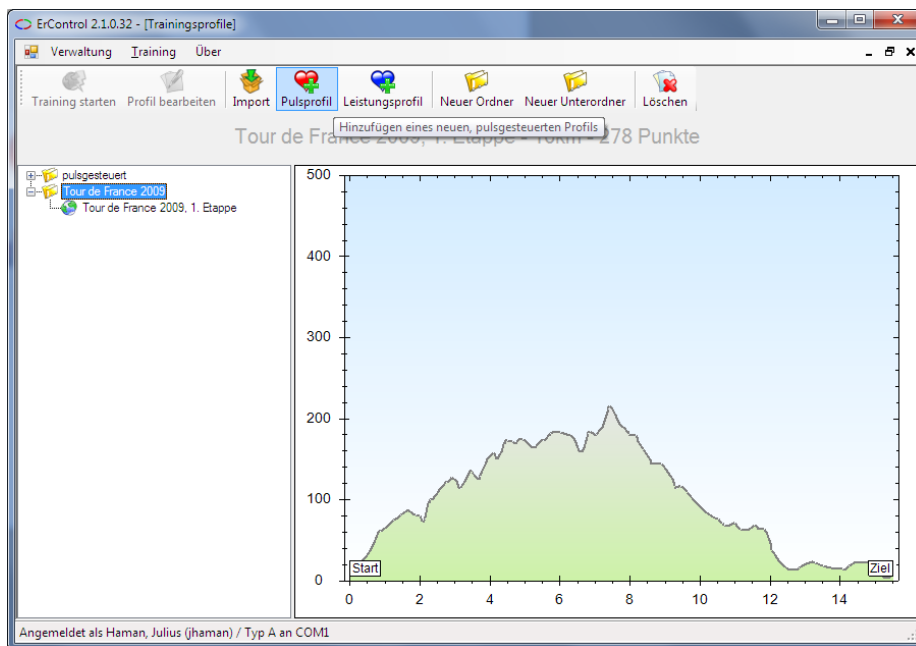 ErControl 2.1.0.32 - [Trainingsprofile]
Verwaltung Training Über
Training starten Profil bearbeiten Import Pulsprofil Leistungsprofil Neuer Ordner Neuer Unterordner Löschen
Hinzufügen eines neuen, pulsgesteuerten Profils
Tour de France 2009, 1. Etappe - 16km - 278 Punkte
pulsgesteuert
Tour de France 2009
Tour de France 2009, 1. Etappe
500
400
300
200
100
0
Start
Ziel
0 2 4 6 8 10 12 14
Angemeldet als Haman, Julius (jhaman) / Typ A an COM1